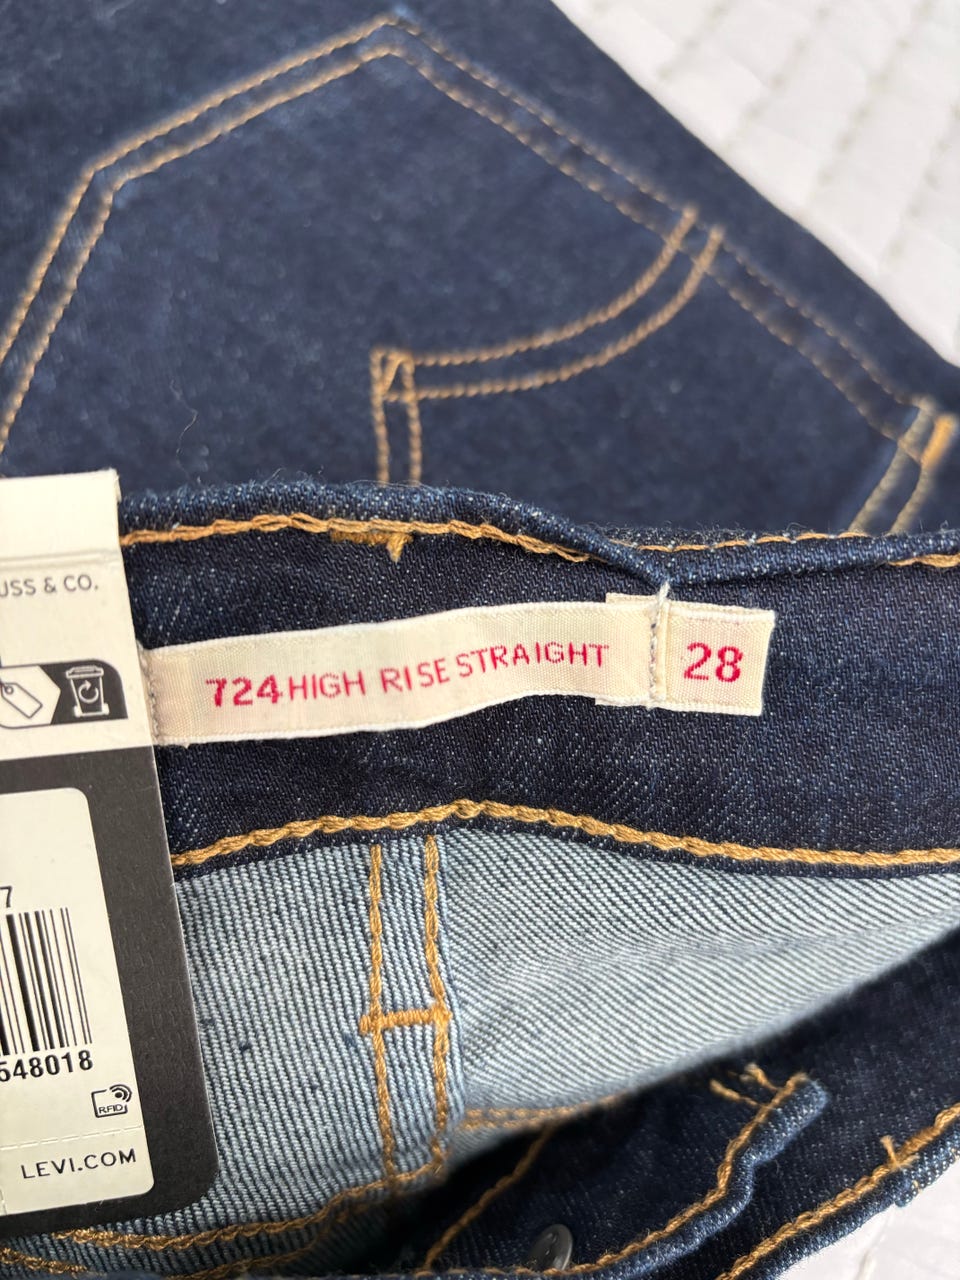 USS & CO.
724 HIGH RISE STRAIGHT
28
7
548018
RFID
LEVI.COM